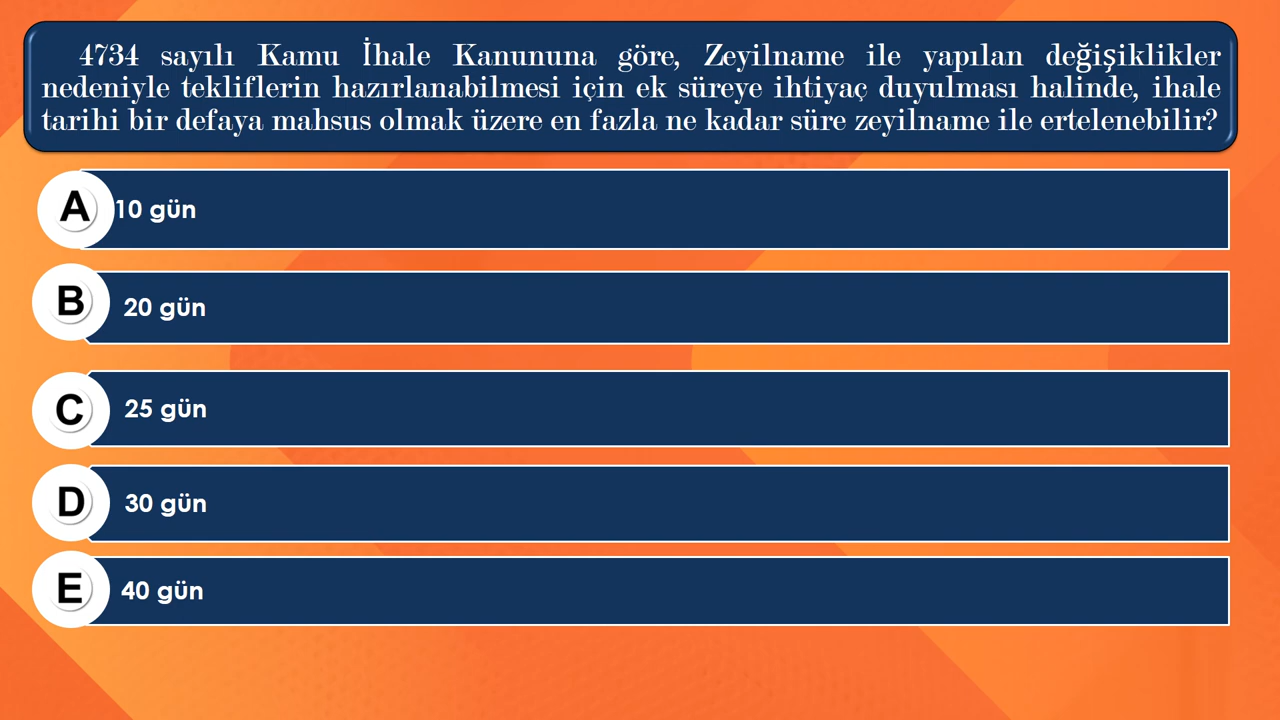 4734 sayılı Kamu İhale Kanununa göre, Zeyilname ile yapılan değişiklikler
nedeniyle tekliflerin hazırlanabilmesi için ek süreye ihtiyaç duyulması halinde, ihale
tarihi bir defaya mahsus olmak üzere en fazla ne kadar süre zeyilname ile ertelenebilir?
A 10 gün
B 20 gün
C 25 gün
D 30 gün
E 40 gün